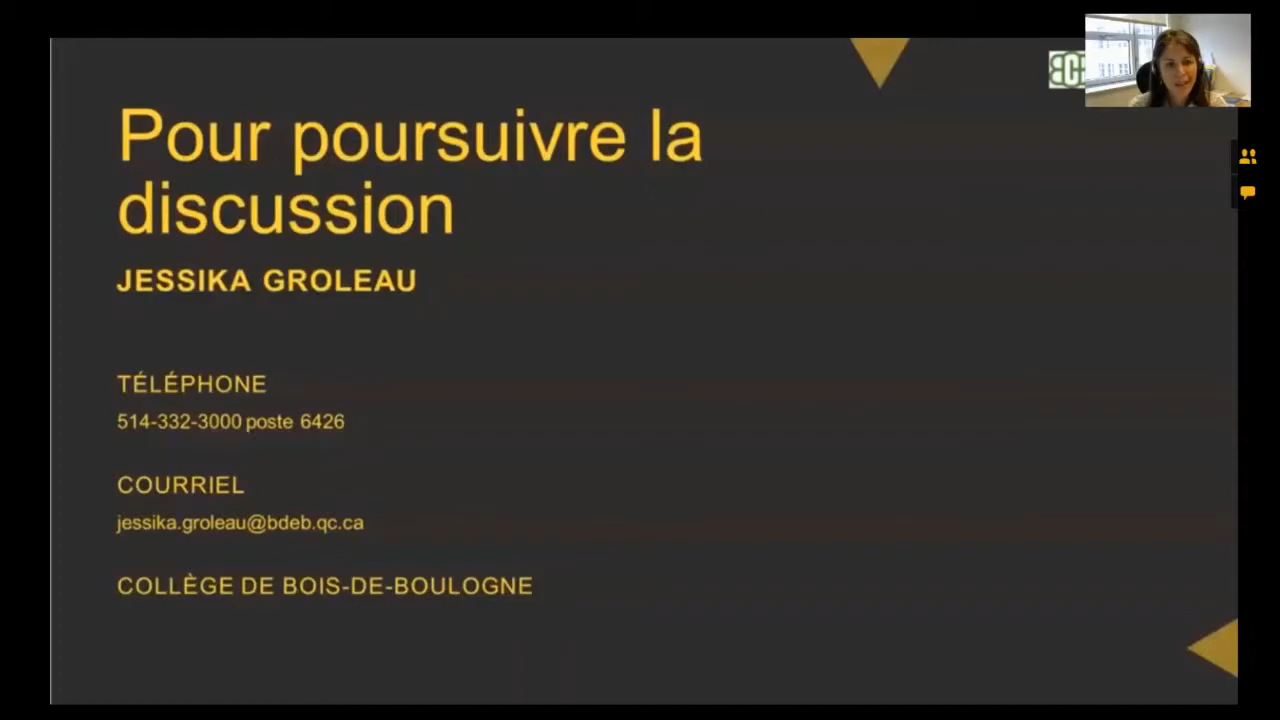 Pour poursuivre la
discussion
JESSIKA GROLEAU
TÉLÉPHONE
514-332-3000 poste 6426
COURRIEL
jessika.groleau@bdeb.qc.ca
COLLÈGE DE BOIS-DE-BOULOGNE